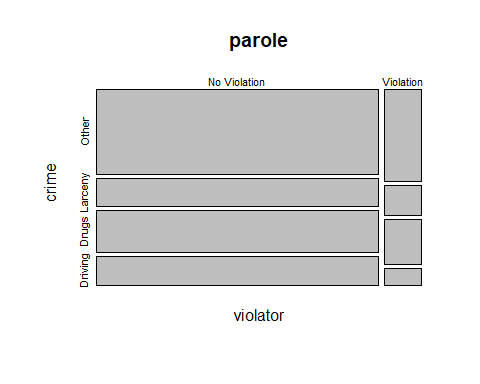 parole
No Violation
Violation
Other
Larceny
Drugs
Driving
crime
violator